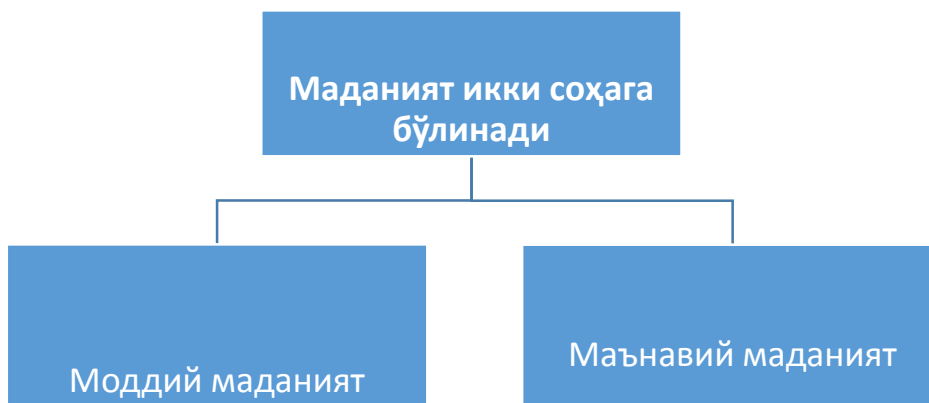 Маданият икки соҳага
бўлинади
Моддий маданият
Маънавий маданият